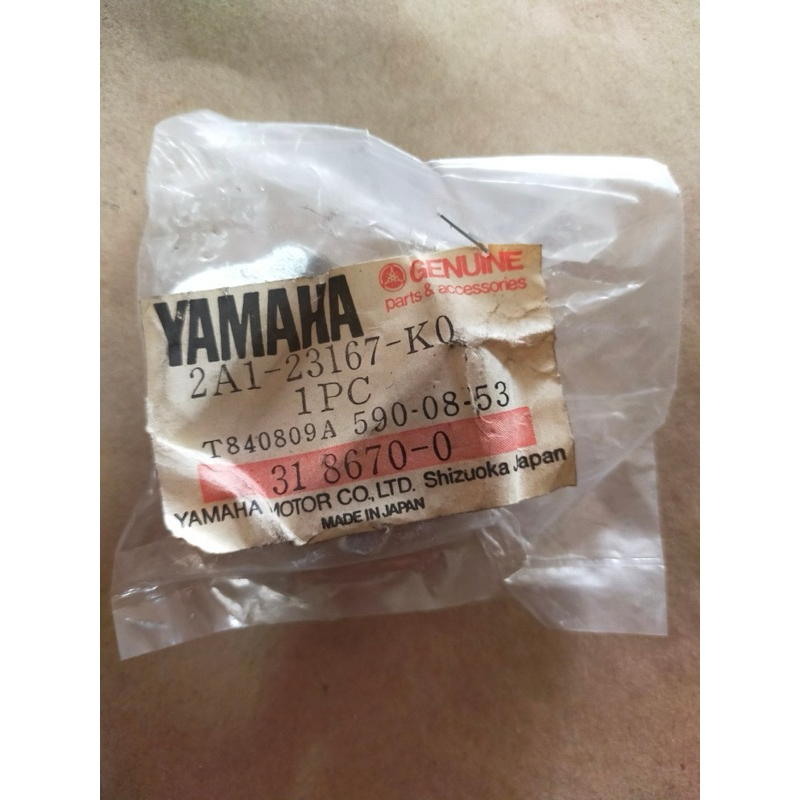 YAMAHA
GENUINE
parts & accessories
2A1-23167-K0
1PC
T840809A 590-08-53
31 8670-0
YAMAHA MOTOR CO., LTD. Shizuoka Japan
MADE IN JAPAN